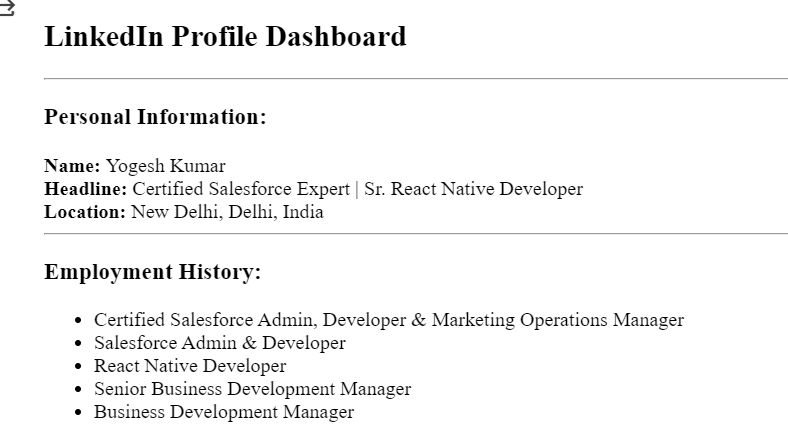 LinkedIn Profile Dashboard
Personal Information:
Name: Yogesh Kumar
Headline: Certified Salesforce Expert | Sr. React Native Developer
Location: New Delhi, Delhi, India
Employment History:
Certified Salesforce Admin, Developer & Marketing Operations Manager
Salesforce Admin & Developer
React Native Developer
Senior Business Development Manager
Business Development Manager